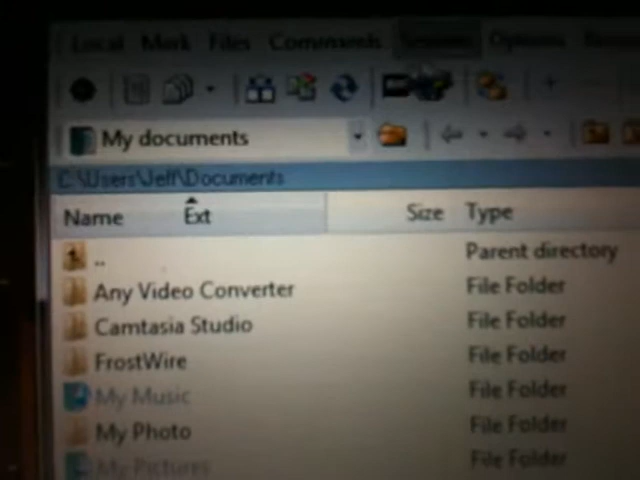 Local Mark Files Commands Session Options
My documents
C:\Users\Jeff\Documents
Name Ext Size Type
.. Parent directory
Any Video Converter File Folder
Camtasia Studio File Folder
FrostWire File Folder
My Music File Folder
My Photo File Folder
My Pictures File Folder